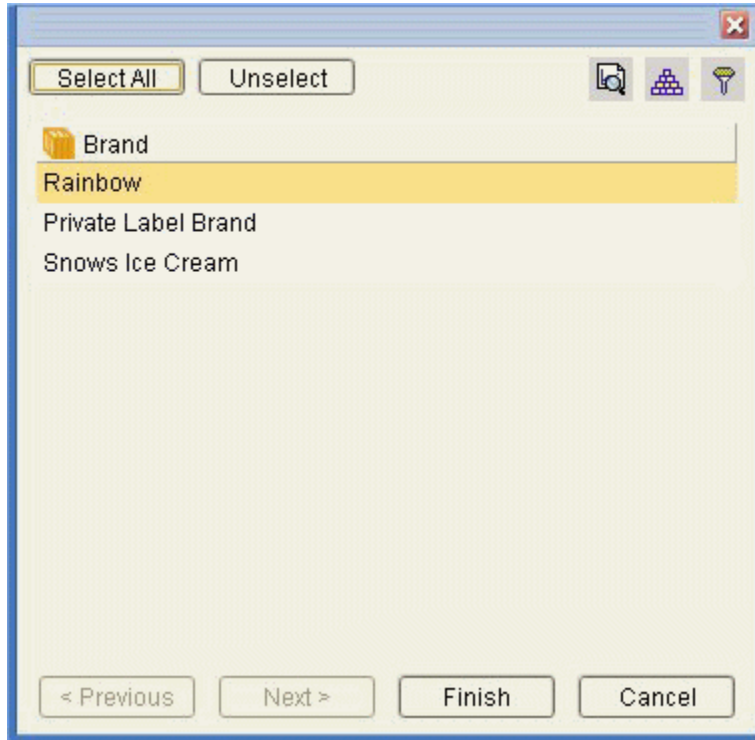 Select All Unselect
Brand
Rainbow
Private Label Brand
Snows Ice Cream
< Previous Next > Finish Cancel